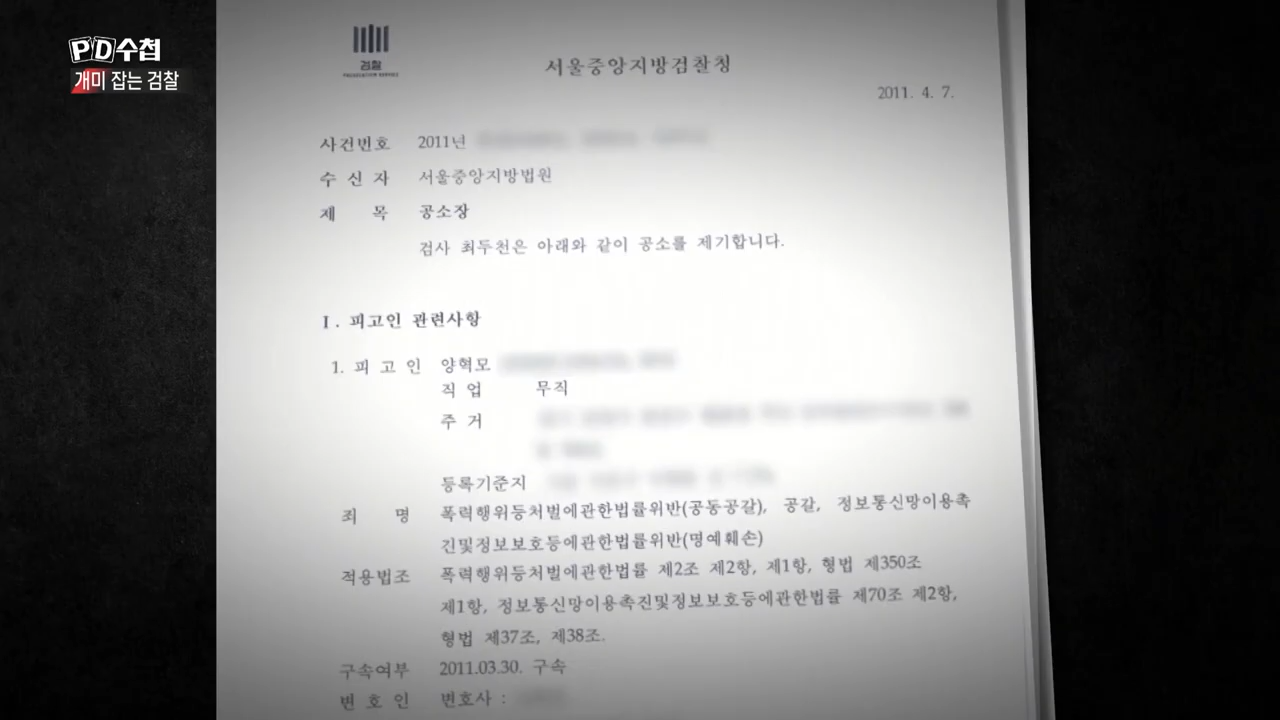 PD수첩
개미 잡는 검찰
검찰
PROSECUTION SERVICE
서울중앙지방검찰청
2011. 4. 7.
사건번호 2011년
수 신 자 서울중앙지방법원
제 목 공소장
검사 최두천은 아래와 같이 공소를 제기합니다.
I. 피고인 관련사항
1. 피 고 인 양혁모
직 업 무직
주 거
등록기준지
죄 명 폭력행위등처벌에관한법률위반(공동공갈), 공갈, 정보통신망이용촉
진및정보보호등에관한법률위반(명예훼손)
적용법조 폭력행위등처벌에관한법률 제2조 제2항, 제1항, 형법 제350조
제1항, 정보통신망이용촉진및정보보호등에관한법률 제70조 제2항,
형법 제37조, 제38조.
구속여부 2011.03.30. 구속
변 호 인 변호사 :